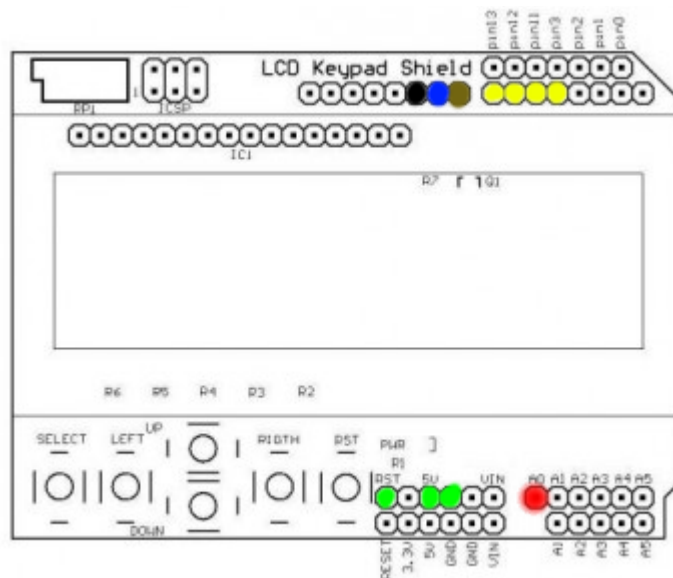 pin13 pin12 pin11 pin3 pin2 pin1 pin0
LCD Keypad Shield
RP1 1 ICSP
IC1
R7 Q1
R6 R5 R4 R3 R2
SELECT LEFT UP RIGTH RST PWR
R1
RST 5V VIN A0 A1 A2 A3 A4 A5
DOWN
RESET 3.3V 5V GND GND VIN A1 A2 A3 A4 A5